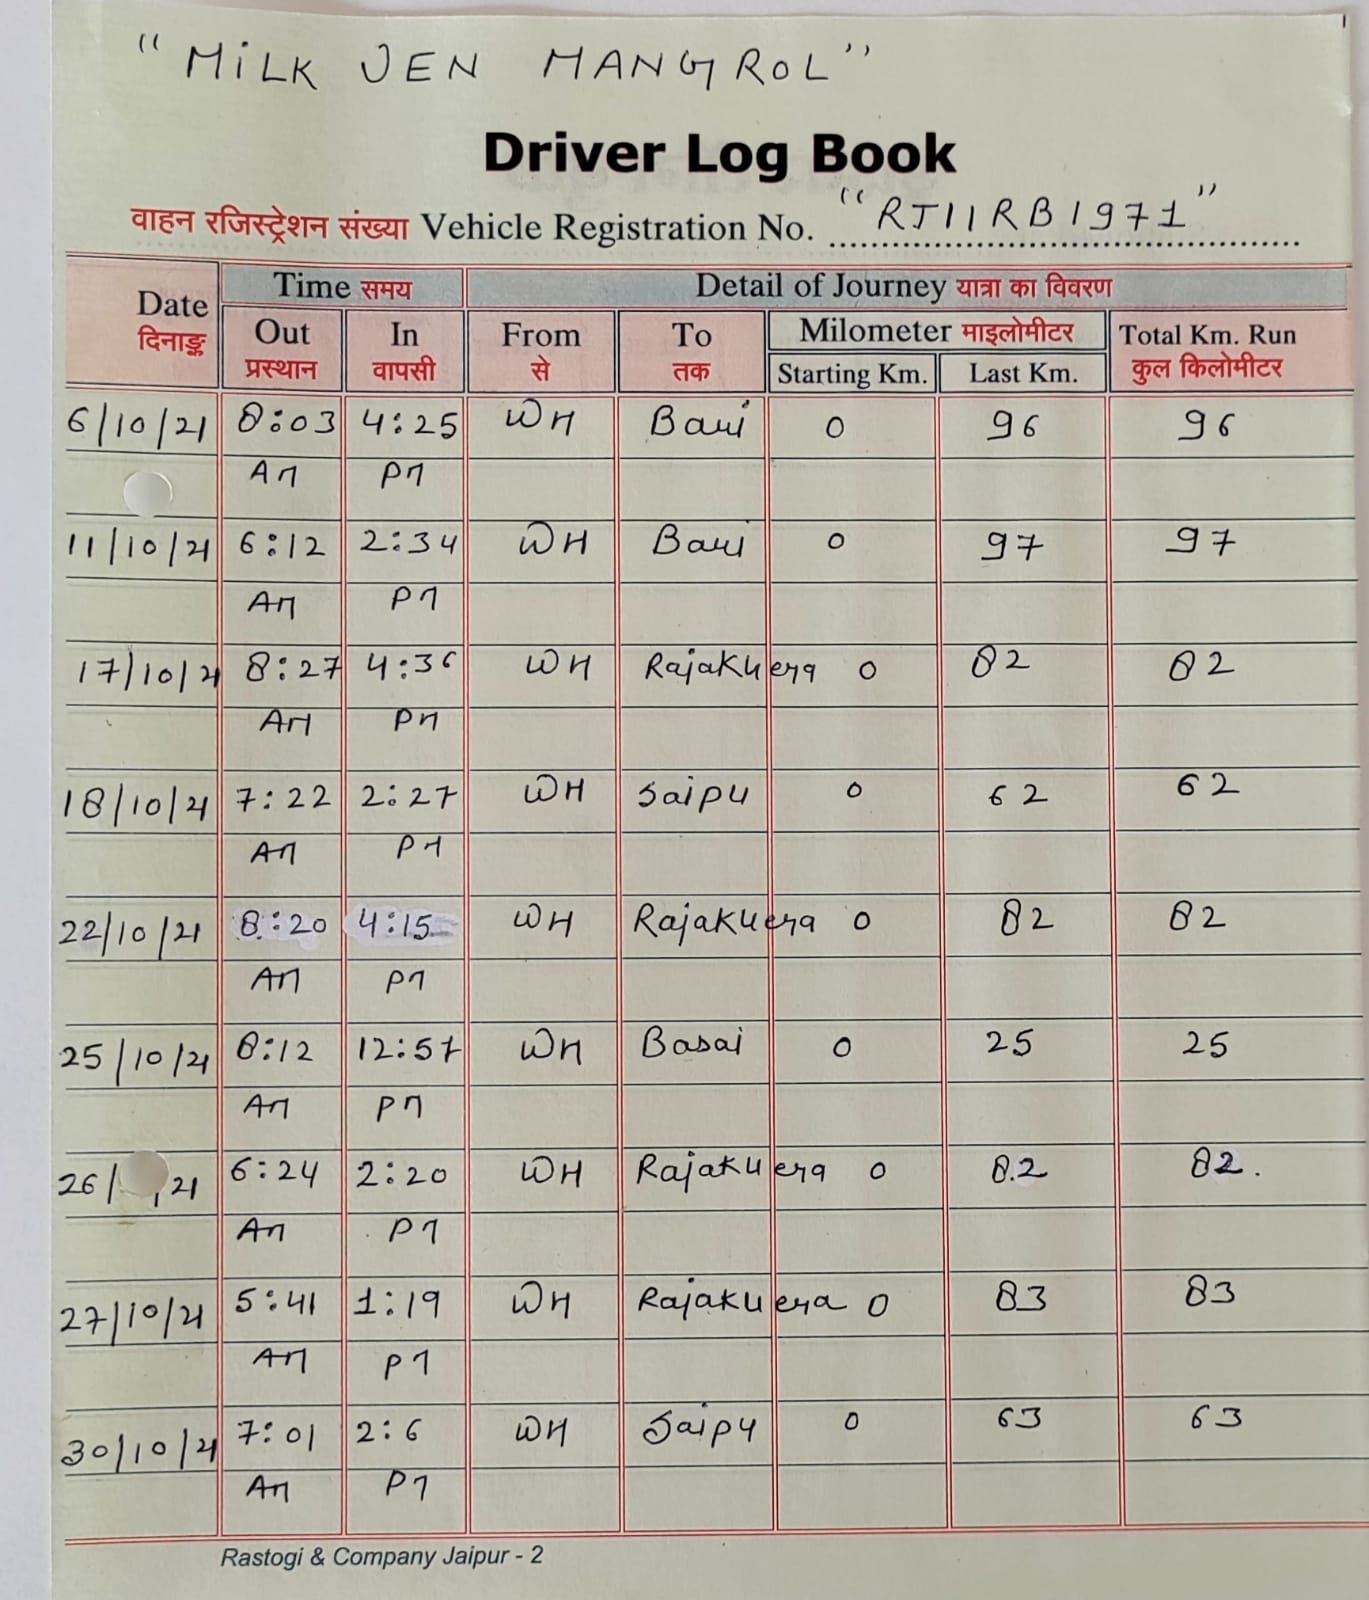 "MiLK JEN MANGROL"
Driver Log Book
वाहन रजिस्ट्रेशन संख्या Vehicle Registration No. "RJ11RB1971"
Date दिनाङ्क Time समय Detail of Journey यात्रा का विवरण
Out प्रस्थान In वापसी From से To तक Milometer माइलोमीटर Total Km. Run कुल किलोमीटर
Starting Km. Last Km.
6/10/21 8:03 4:25 WH Bari 0 96 96
AM PM
11/10/21 6:12 2:34 WH Bari 0 97 97
AM PM
17/10/21 8:27 4:36 WH Rajakhera 0 82 82
AM PM
18/10/21 7:22 2:27 WH Saipu 0 62 62
AM PM
22/10/21 8:20 4:15 WH Rajakhera 0 82 82
AM PM
25/10/21 8:12 12:57 WH Basai 0 25 25
AM PM
26/ /21 6:24 2:20 WH Rajakhera 0 82 82.
AM PM
27/10/21 5:41 1:19 WH Rajakhera 0 83 83
AM PM
30/10/21 7:01 2:6 WH Saipu 0 63 63
AM PM
Rastogi & Company Jaipur - 2